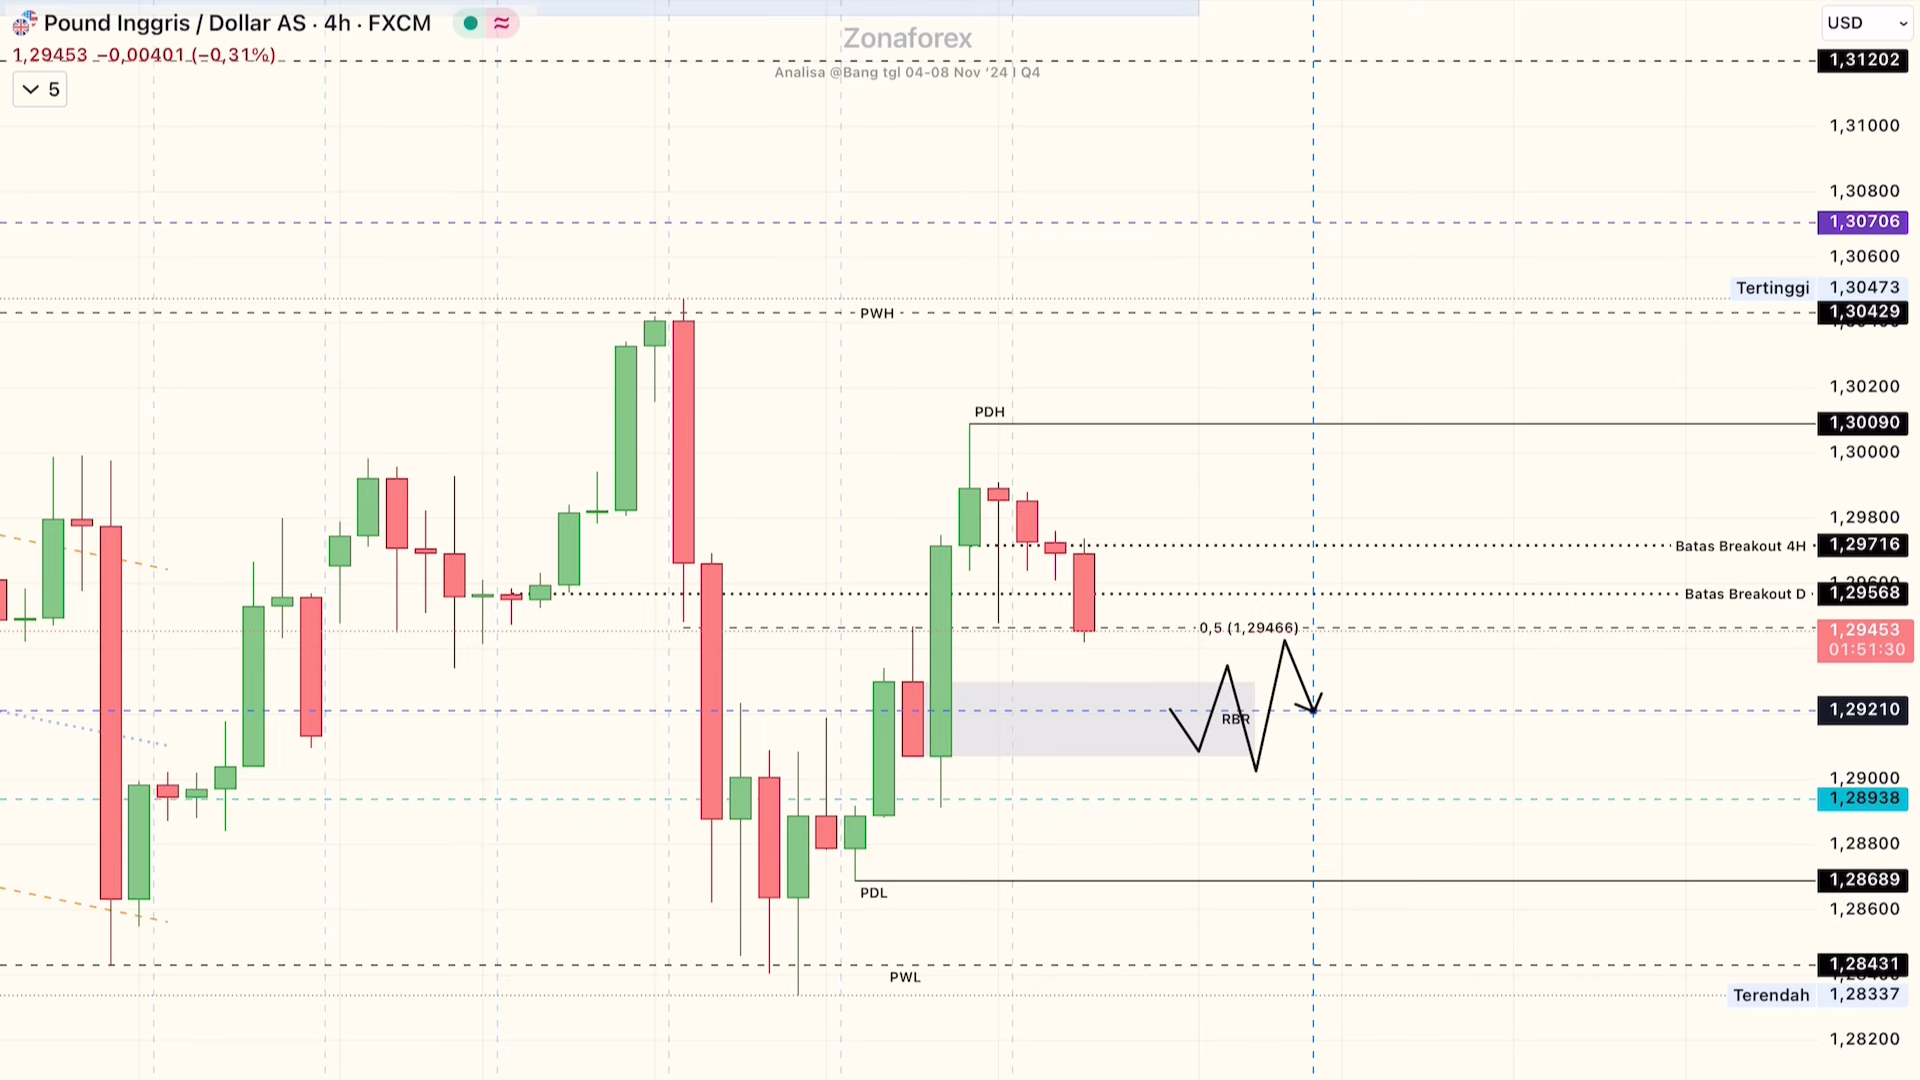 Pound Inggris / Dollar AS · 4h · FXCM
USD
1,29453 −0,00401 (−0,31%)
5
Zonaforex
Analisa @Bang tgl 04-08 Nov ‘24 I Q4
1,31202
1,31000
1,30800
1,30706
1,30600
Tertinggi 1,30473
PWH
1,30429
1,30200
PDH
1,30090
1,30000
1,29800
Batas Breakout 4H 1,29716
Batas Breakout D 1,29568
0,5 (1,29466)
1,29453
01:51:30
1,29210
RBR
1,29000
1,28938
1,28800
1,28689
PDL
1,28600
1,28431
PWL
Terendah 1,28337
1,28200